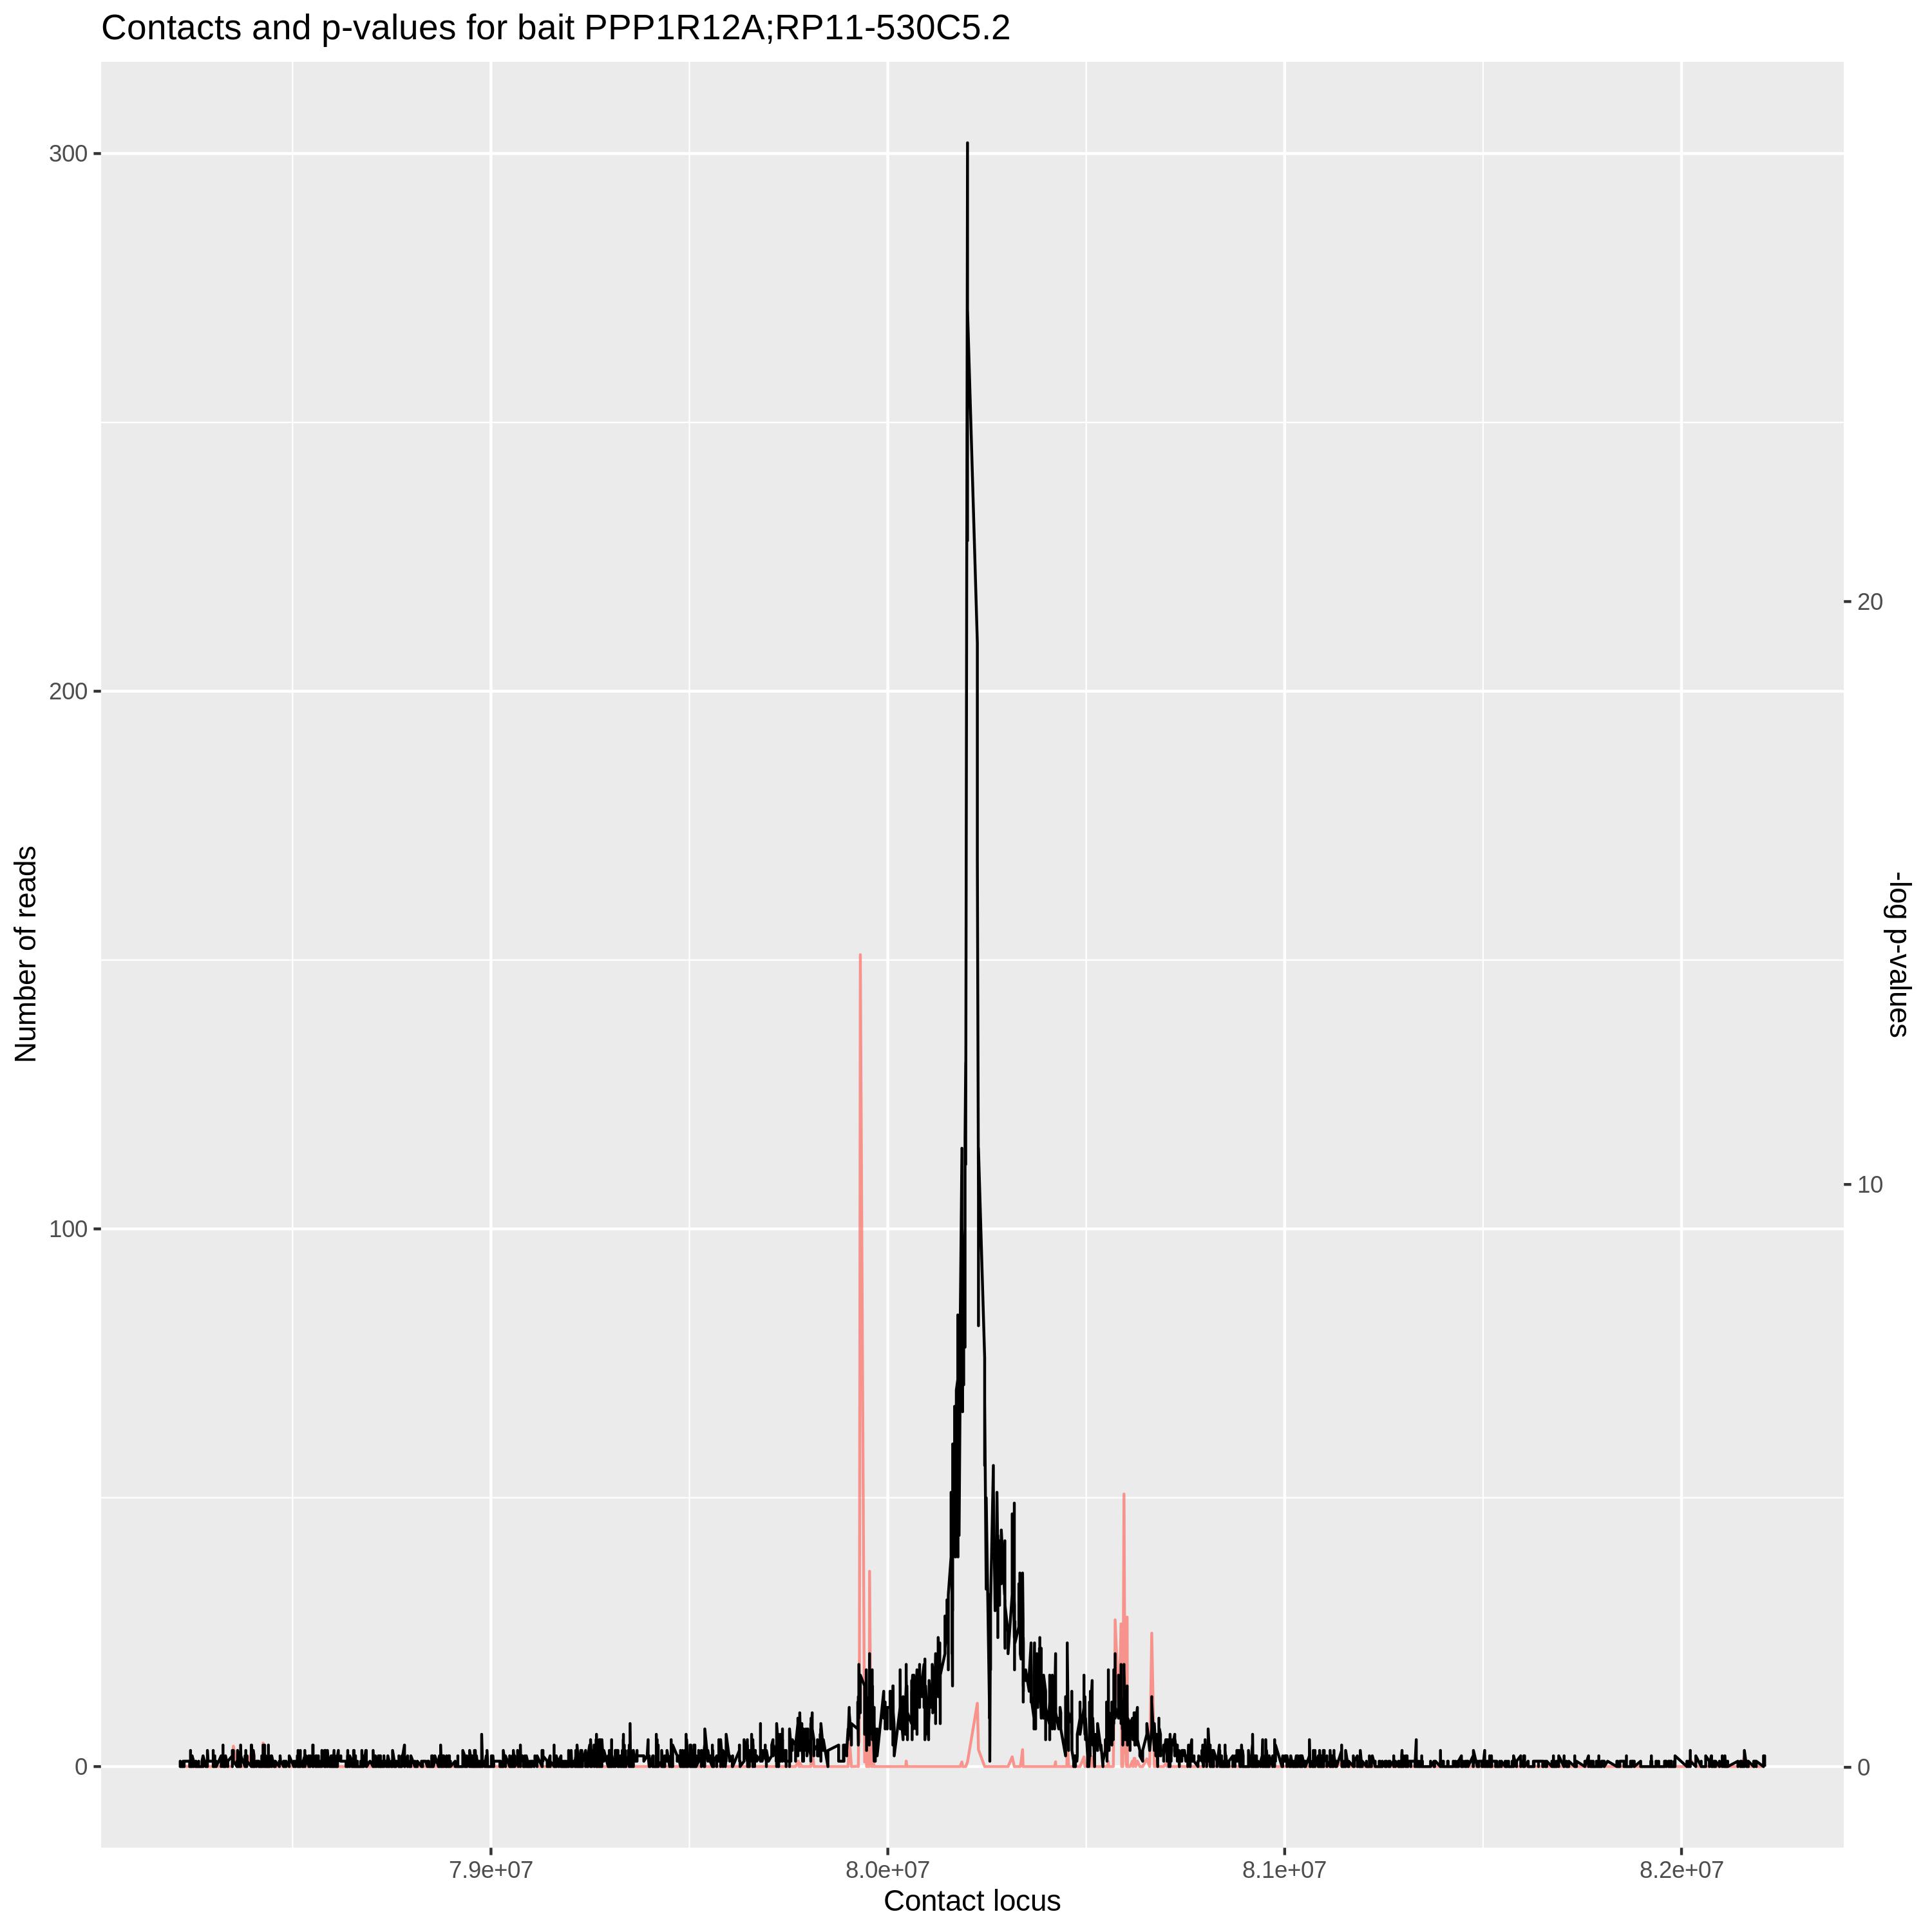 Contacts and p-values for bait PPP1R12A;RP11-530C5.2
300
200
100
0
Number of reads
20
10
0
-log p-values
7.9e+07
8.0e+07
8.1e+07
8.2e+07
Contact locus